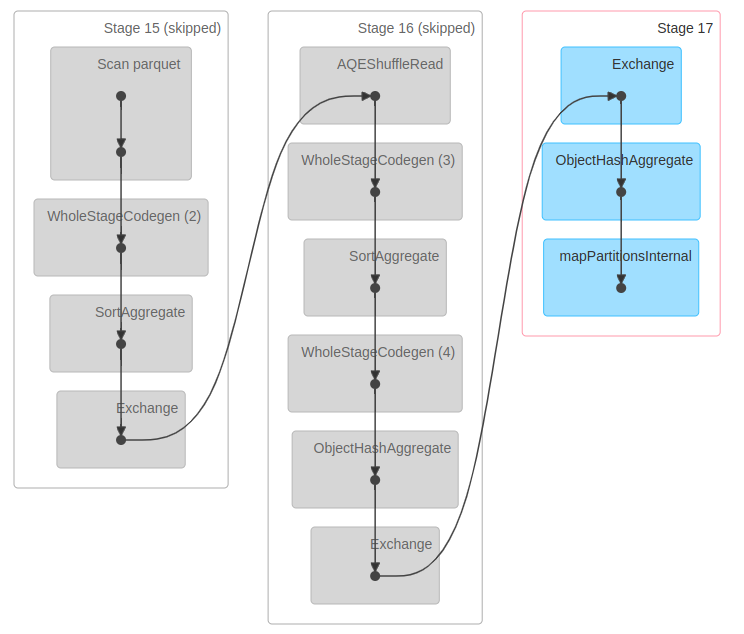 Stage 15 (skipped)
Scan parquet
WholeStageCodegen (2)
SortAggregate
Exchange
Stage 16 (skipped)
AQEShuffleRead
WholeStageCodegen (3)
SortAggregate
WholeStageCodegen (4)
ObjectHashAggregate
Exchange
Stage 17
Exchange
ObjectHashAggregate
mapPartitionsInternal